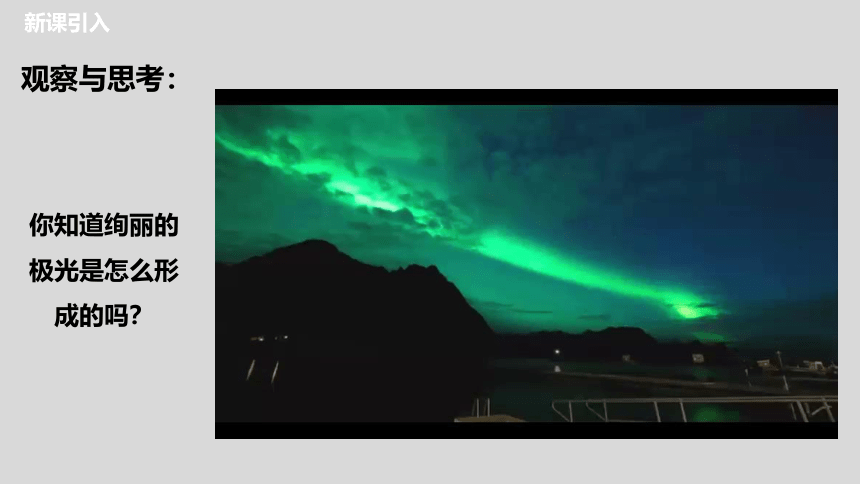 新课引入
观察与思考：
你知道绚丽的
极光是怎么形
成的吗？